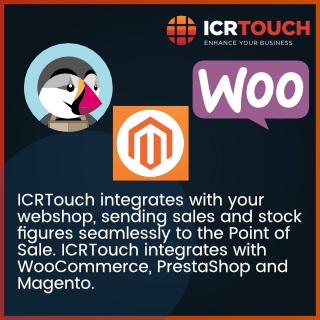 ICRTOUCH
ENHANCE YOUR BUSINESS
WOO
ICRTouch integrates with your
webshop, sending sales and stock
figures seamlessly to the Point of
Sale. ICRTouch integrates with
WooCommerce, PrestaShop and
Magento.